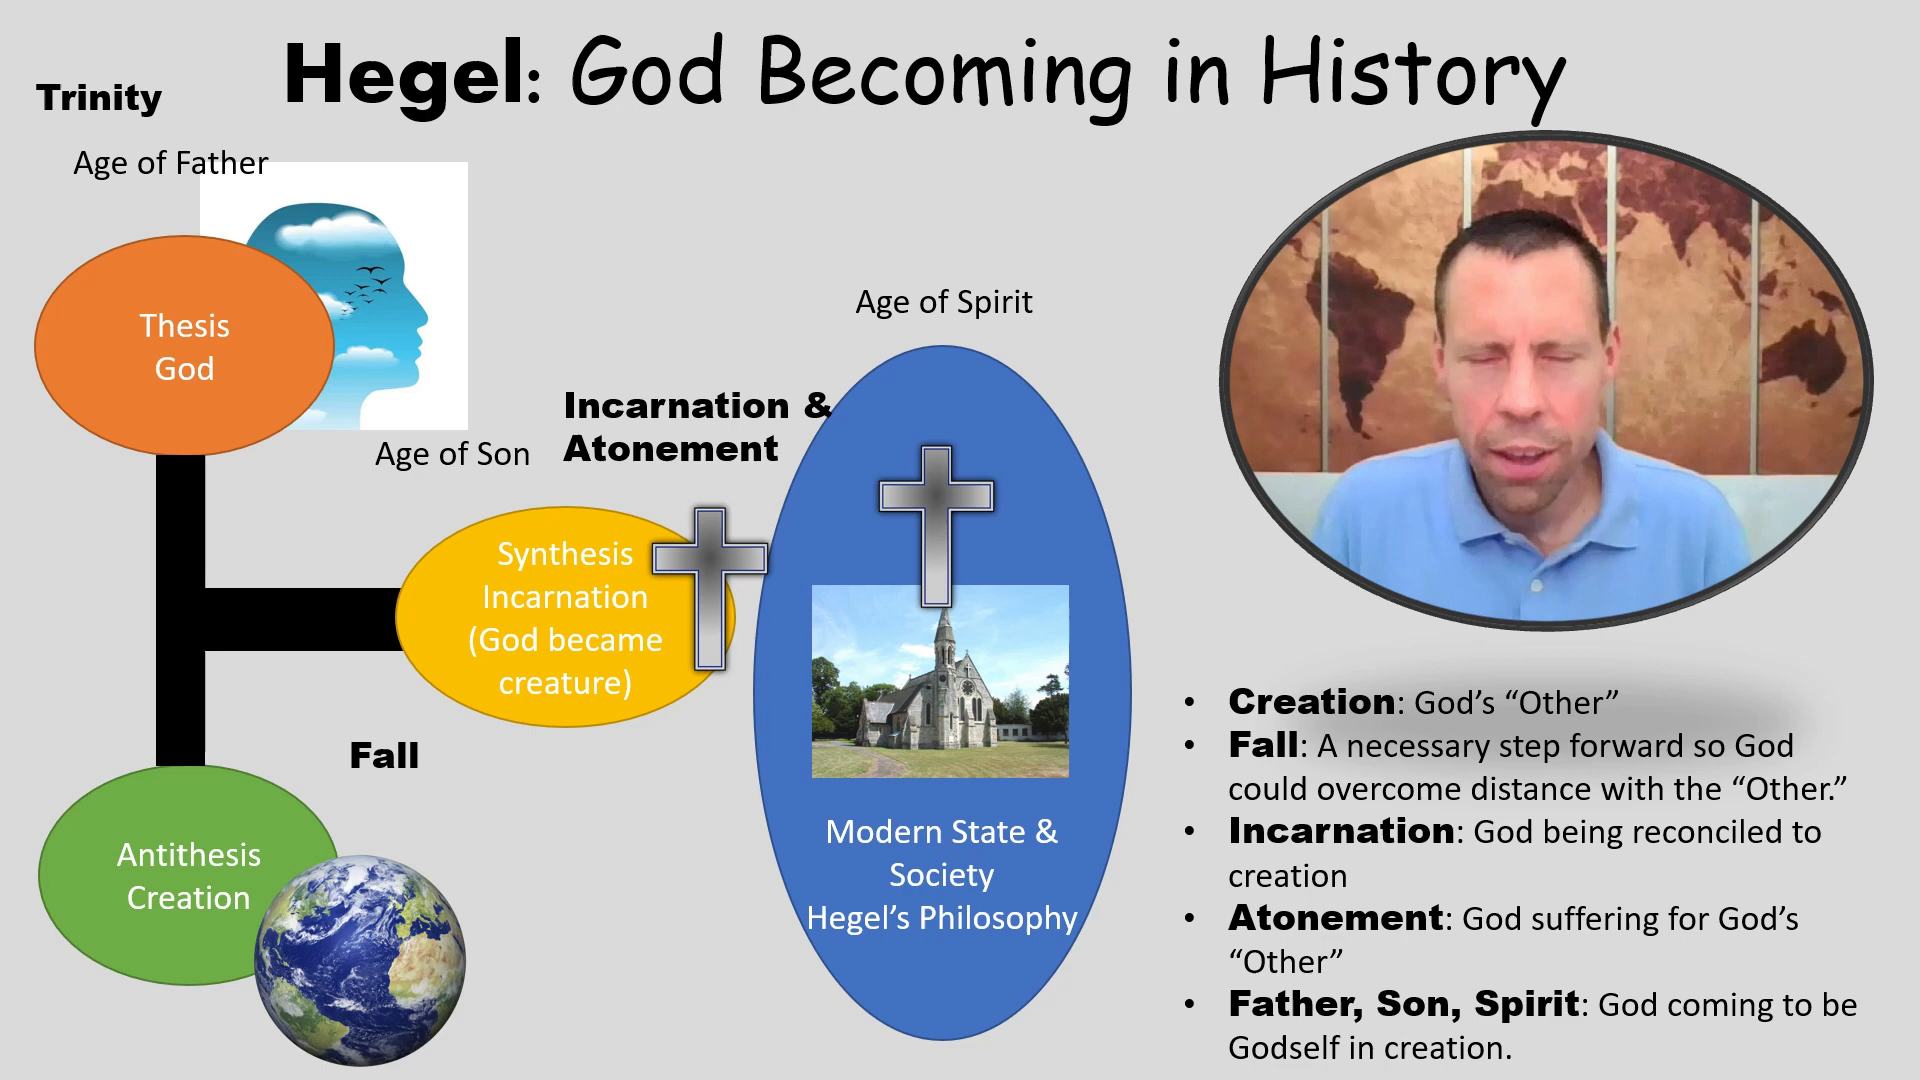 Hegel: God Becoming in History
Trinity
Age of Father
Thesis
God
Age of Son
Incarnation &
Atonement
Synthesis
Incarnation
(God became
creature)
Fall
Antithesis
Creation
Age of Spirit
Modern State &
Society
Hegel’s Philosophy
• Creation: God’s “Other”
• Fall: A necessary step forward so God
could overcome distance with the “Other.”
• Incarnation: God being reconciled to
creation
• Atonement: God suffering for God’s
“Other”
• Father, Son, Spirit: God coming to be
Godself in creation.